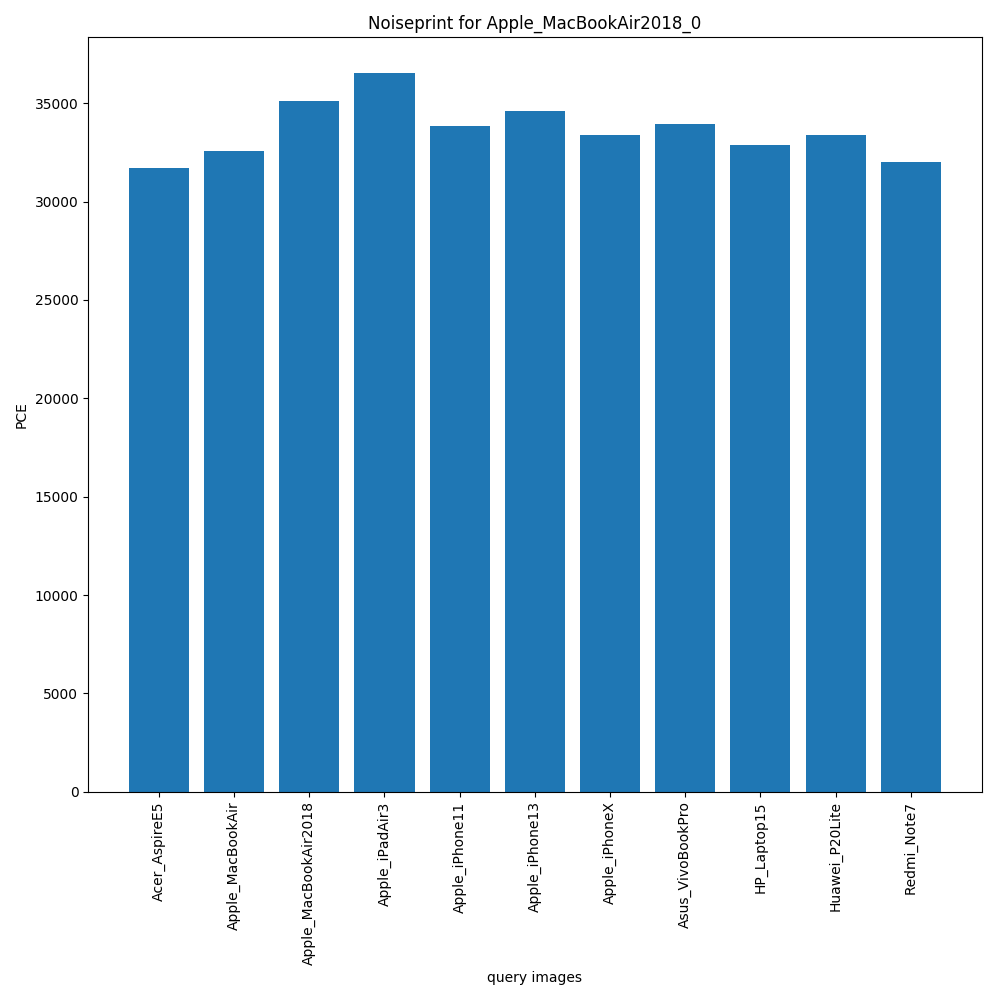 Noiseprint for Apple_MacBookAir2018_0
PCE
35000
30000
25000
20000
15000
10000
5000
0
Acer_AspireE5
Apple_MacBookAir
Apple_MacBookAir2018
Apple_iPadAir3
Apple_iPhone11
Apple_iPhone13
Apple_iPhoneX
Asus_VivoBookPro
HP_Laptop15
Huawei_P20Lite
Redmi_Note7
query images